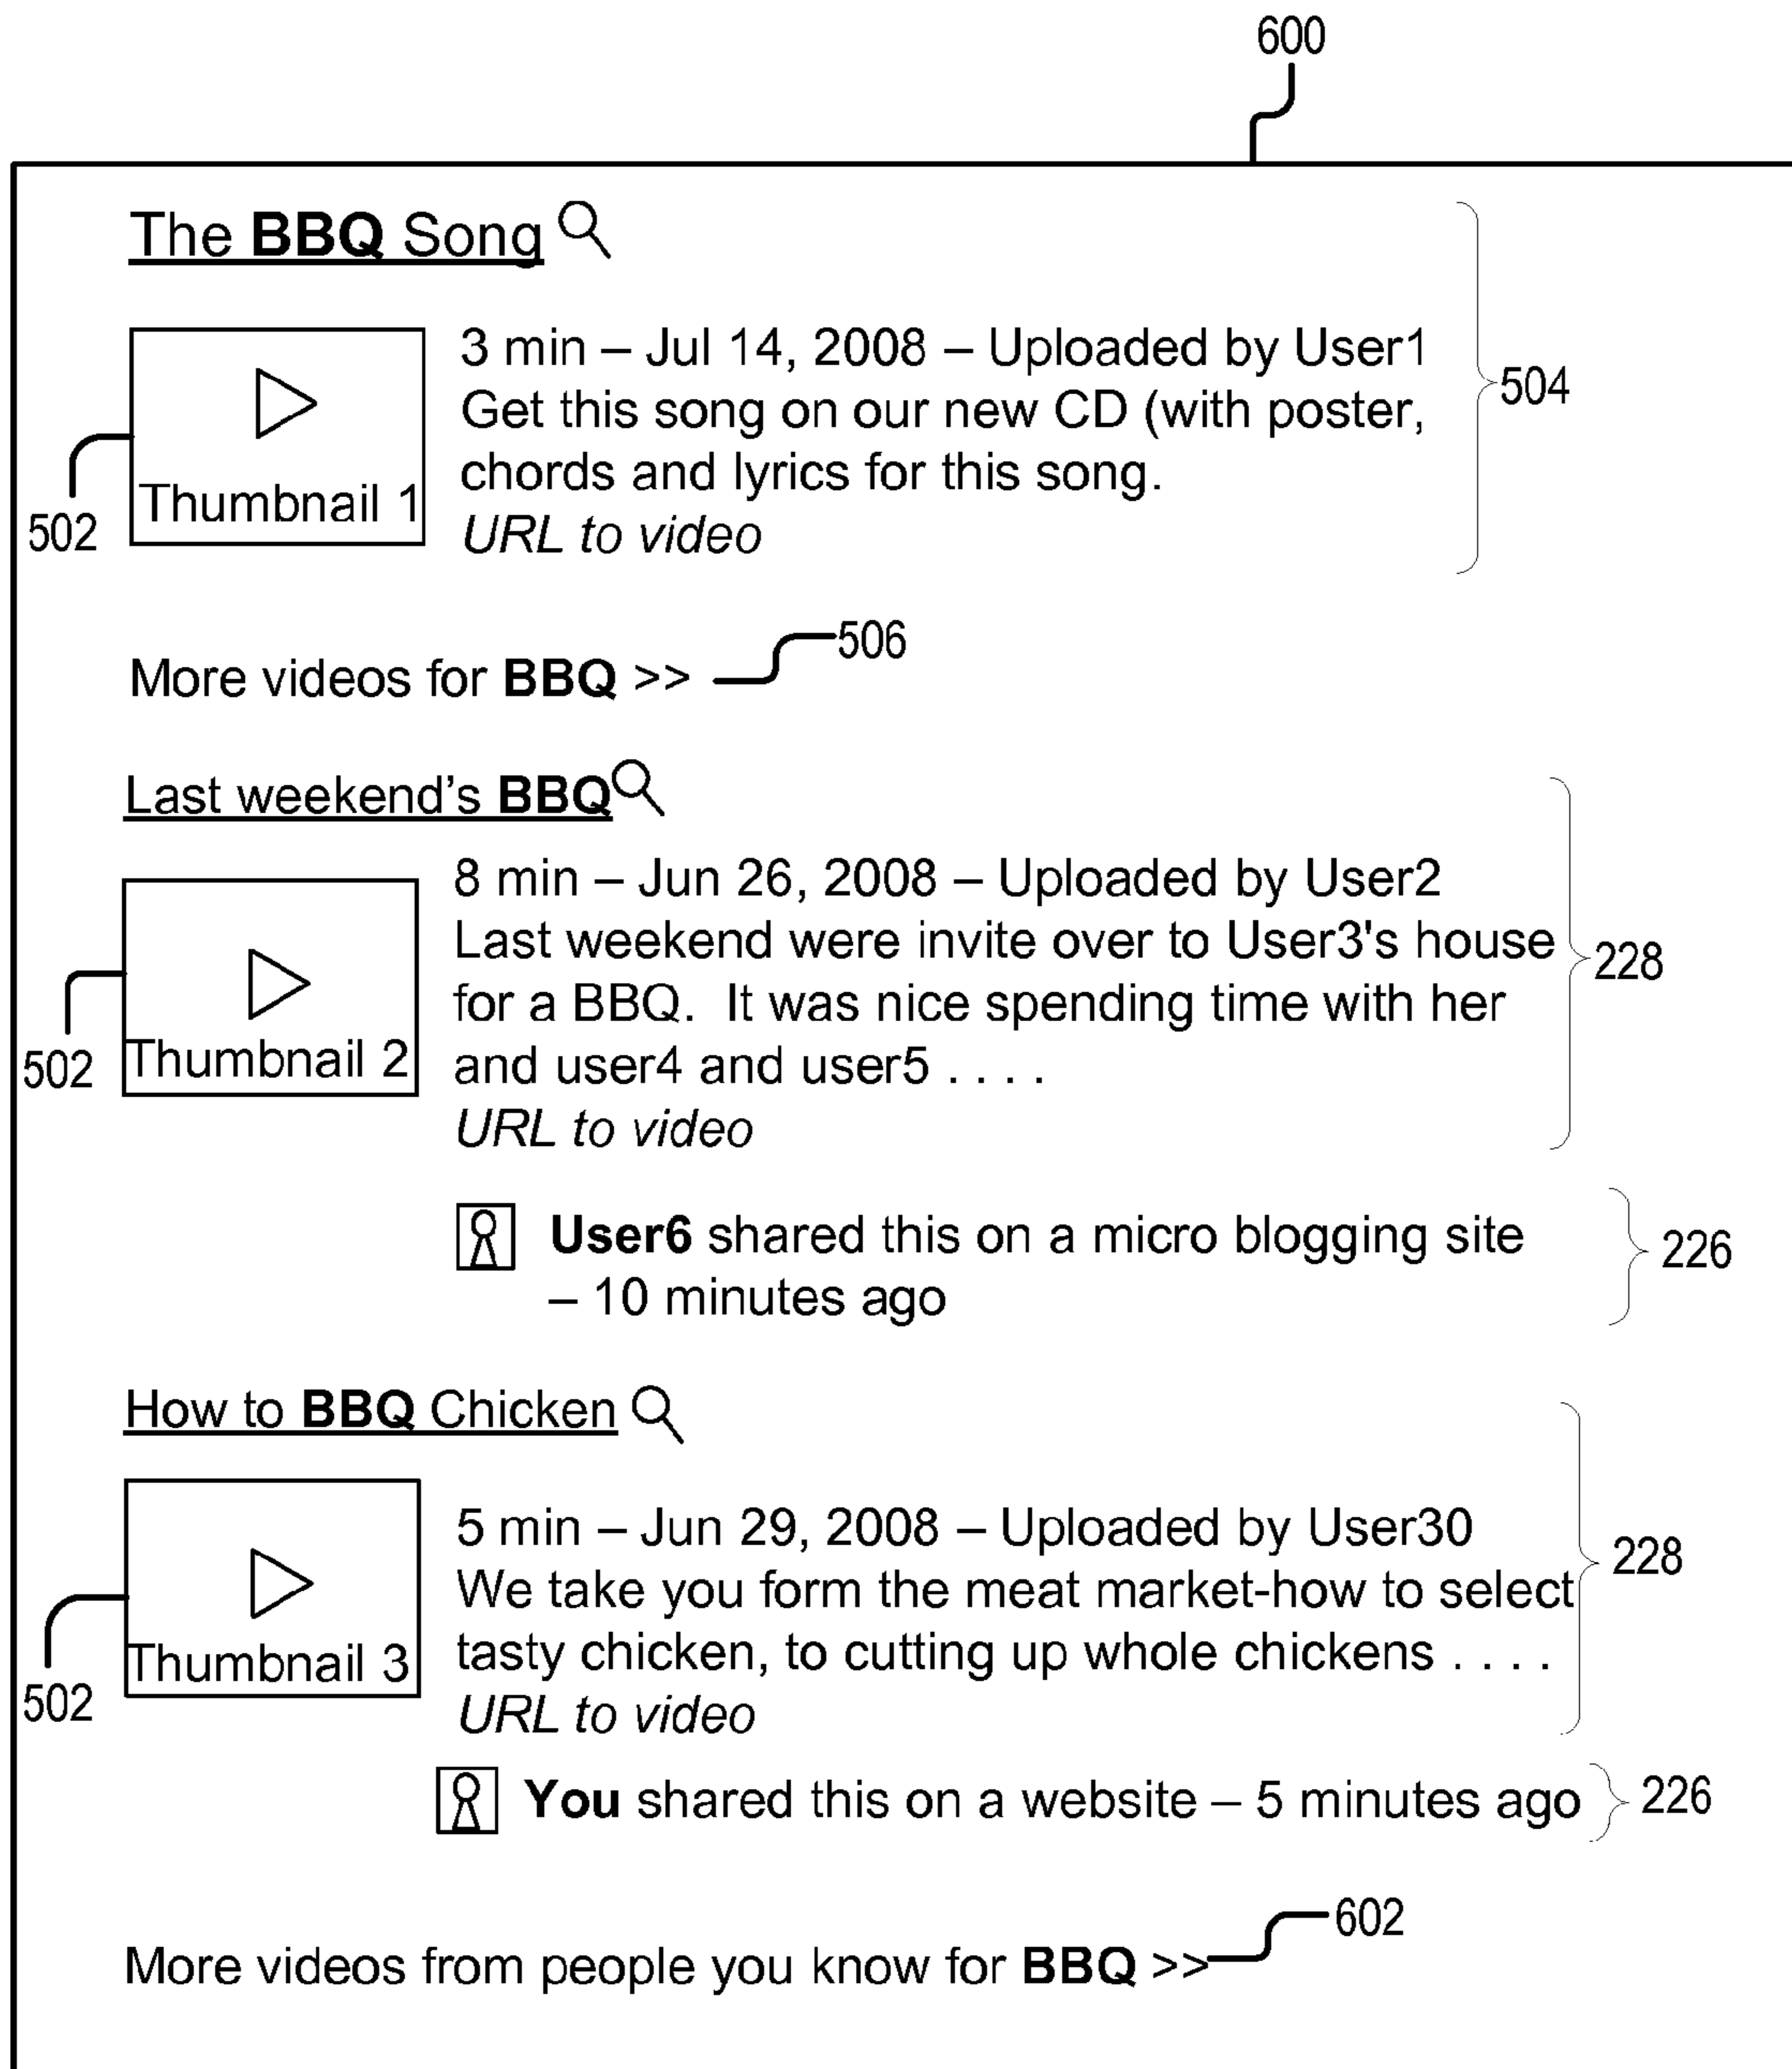 600
The BBQ Song
3 min – Jul 14, 2008 – Uploaded by User1
Get this song on our new CD (with poster,
chords and lyrics for this song.
URL to video
504
Thumbnail 1
502
506
More videos for BBQ >>
Last weekend's BBQ
8 min – Jun 26, 2008 – Uploaded by User2
Last weekend were invite over to User3's house
for a BBQ. It was nice spending time with her
and user4 and user5 . . . .
URL to video
228
Thumbnail 2
502
User6 shared this on a micro blogging site
– 10 minutes ago
226
How to BBQ Chicken
5 min – Jun 29, 2008 – Uploaded by User30
We take you form the meat market-how to select
tasty chicken, to cutting up whole chickens . . . .
URL to video
228
Thumbnail 3
502
You shared this on a website – 5 minutes ago
226
602
More videos from people you know for BBQ >>